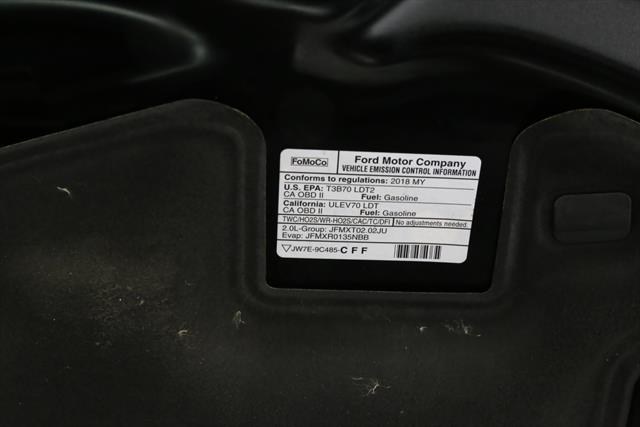 FoMoCo
Ford Motor Company
VEHICLE EMISSION CONTROL INFORMATION
Conforms to regulations: 2018 MY
U.S. EPA: T3B70 LDT2
CA OBD II Fuel: Gasoline
California: ULEV70 LDT
CA OBD II Fuel: Gasoline
TWC/HO2S/WR-HO2S/CAC/TC/DFI No adjustments needed.
2.0L-Group: JFMXT02.02JU
Evap: JFMXR0135NBB
JW7E-9C485-CFF